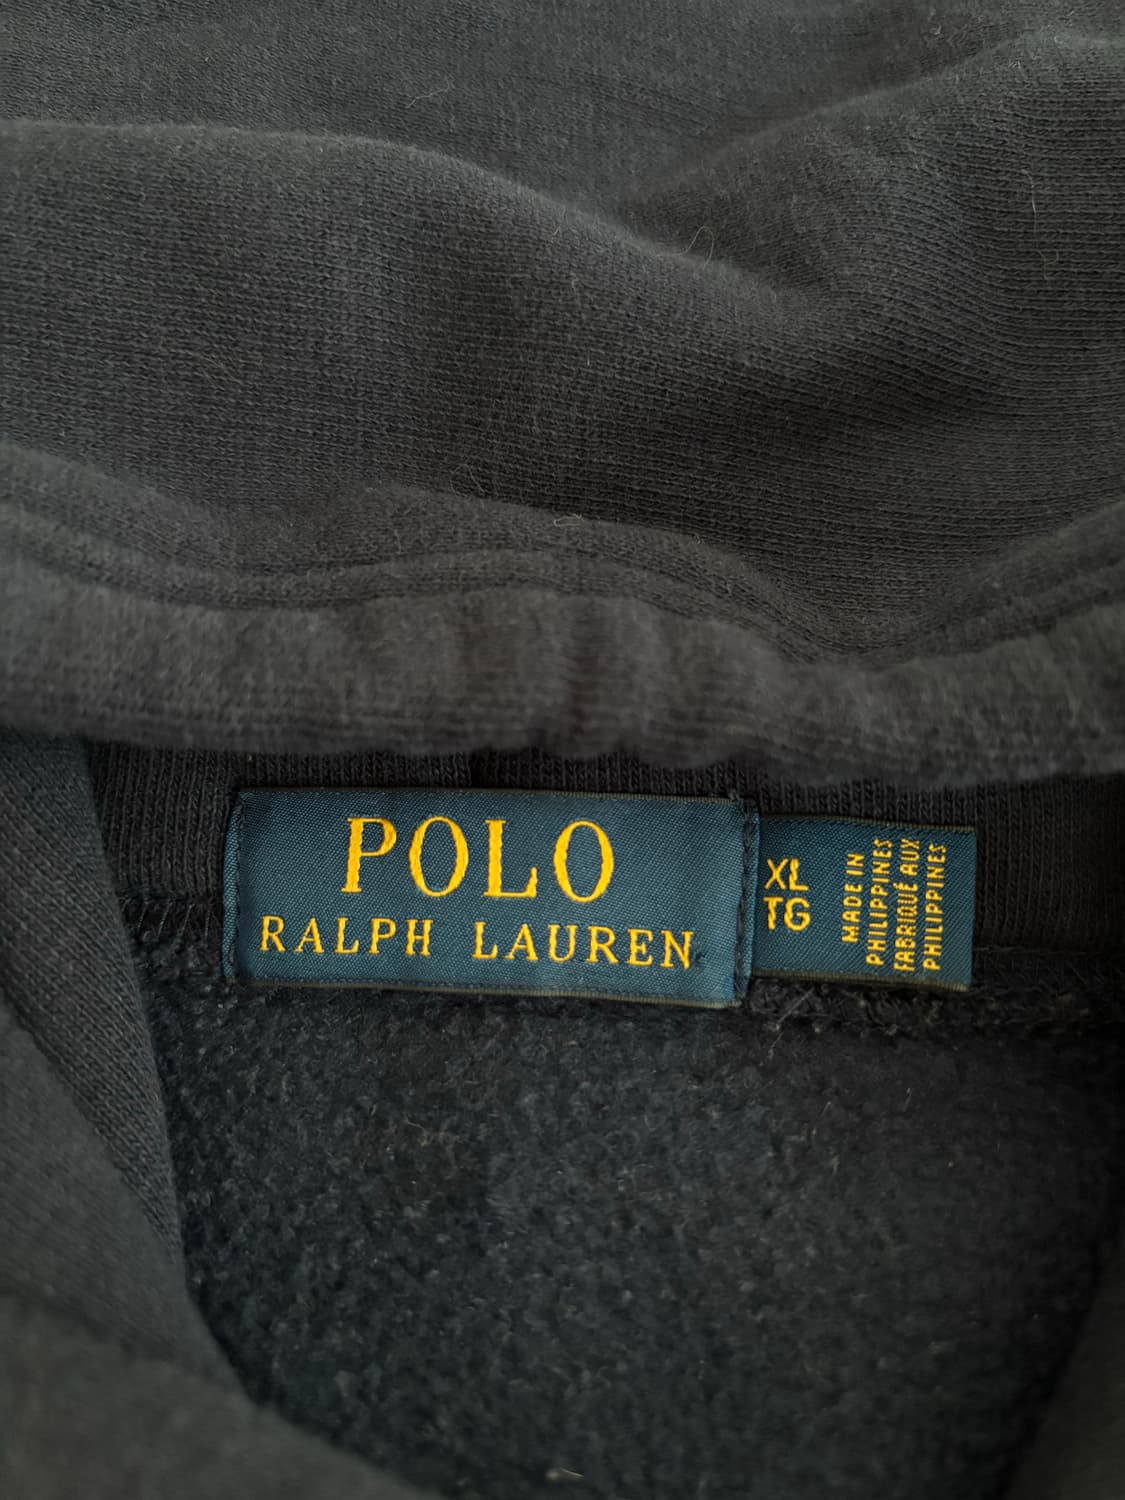 POLO
RALPH LAUREN
XL
TG
MADE IN
PHILIPPINES
FABRIQUÉ AUX
PHILIPPINES